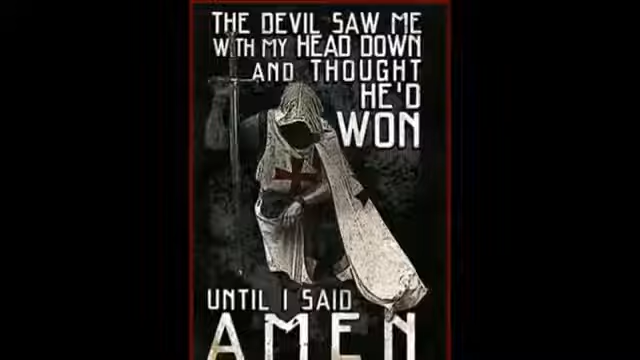 THE DEVIL SAW ME
WITH MY HEAD DOWN
AND THOUGHT
HE'D
WON
UNTIL I SAID
AMEN